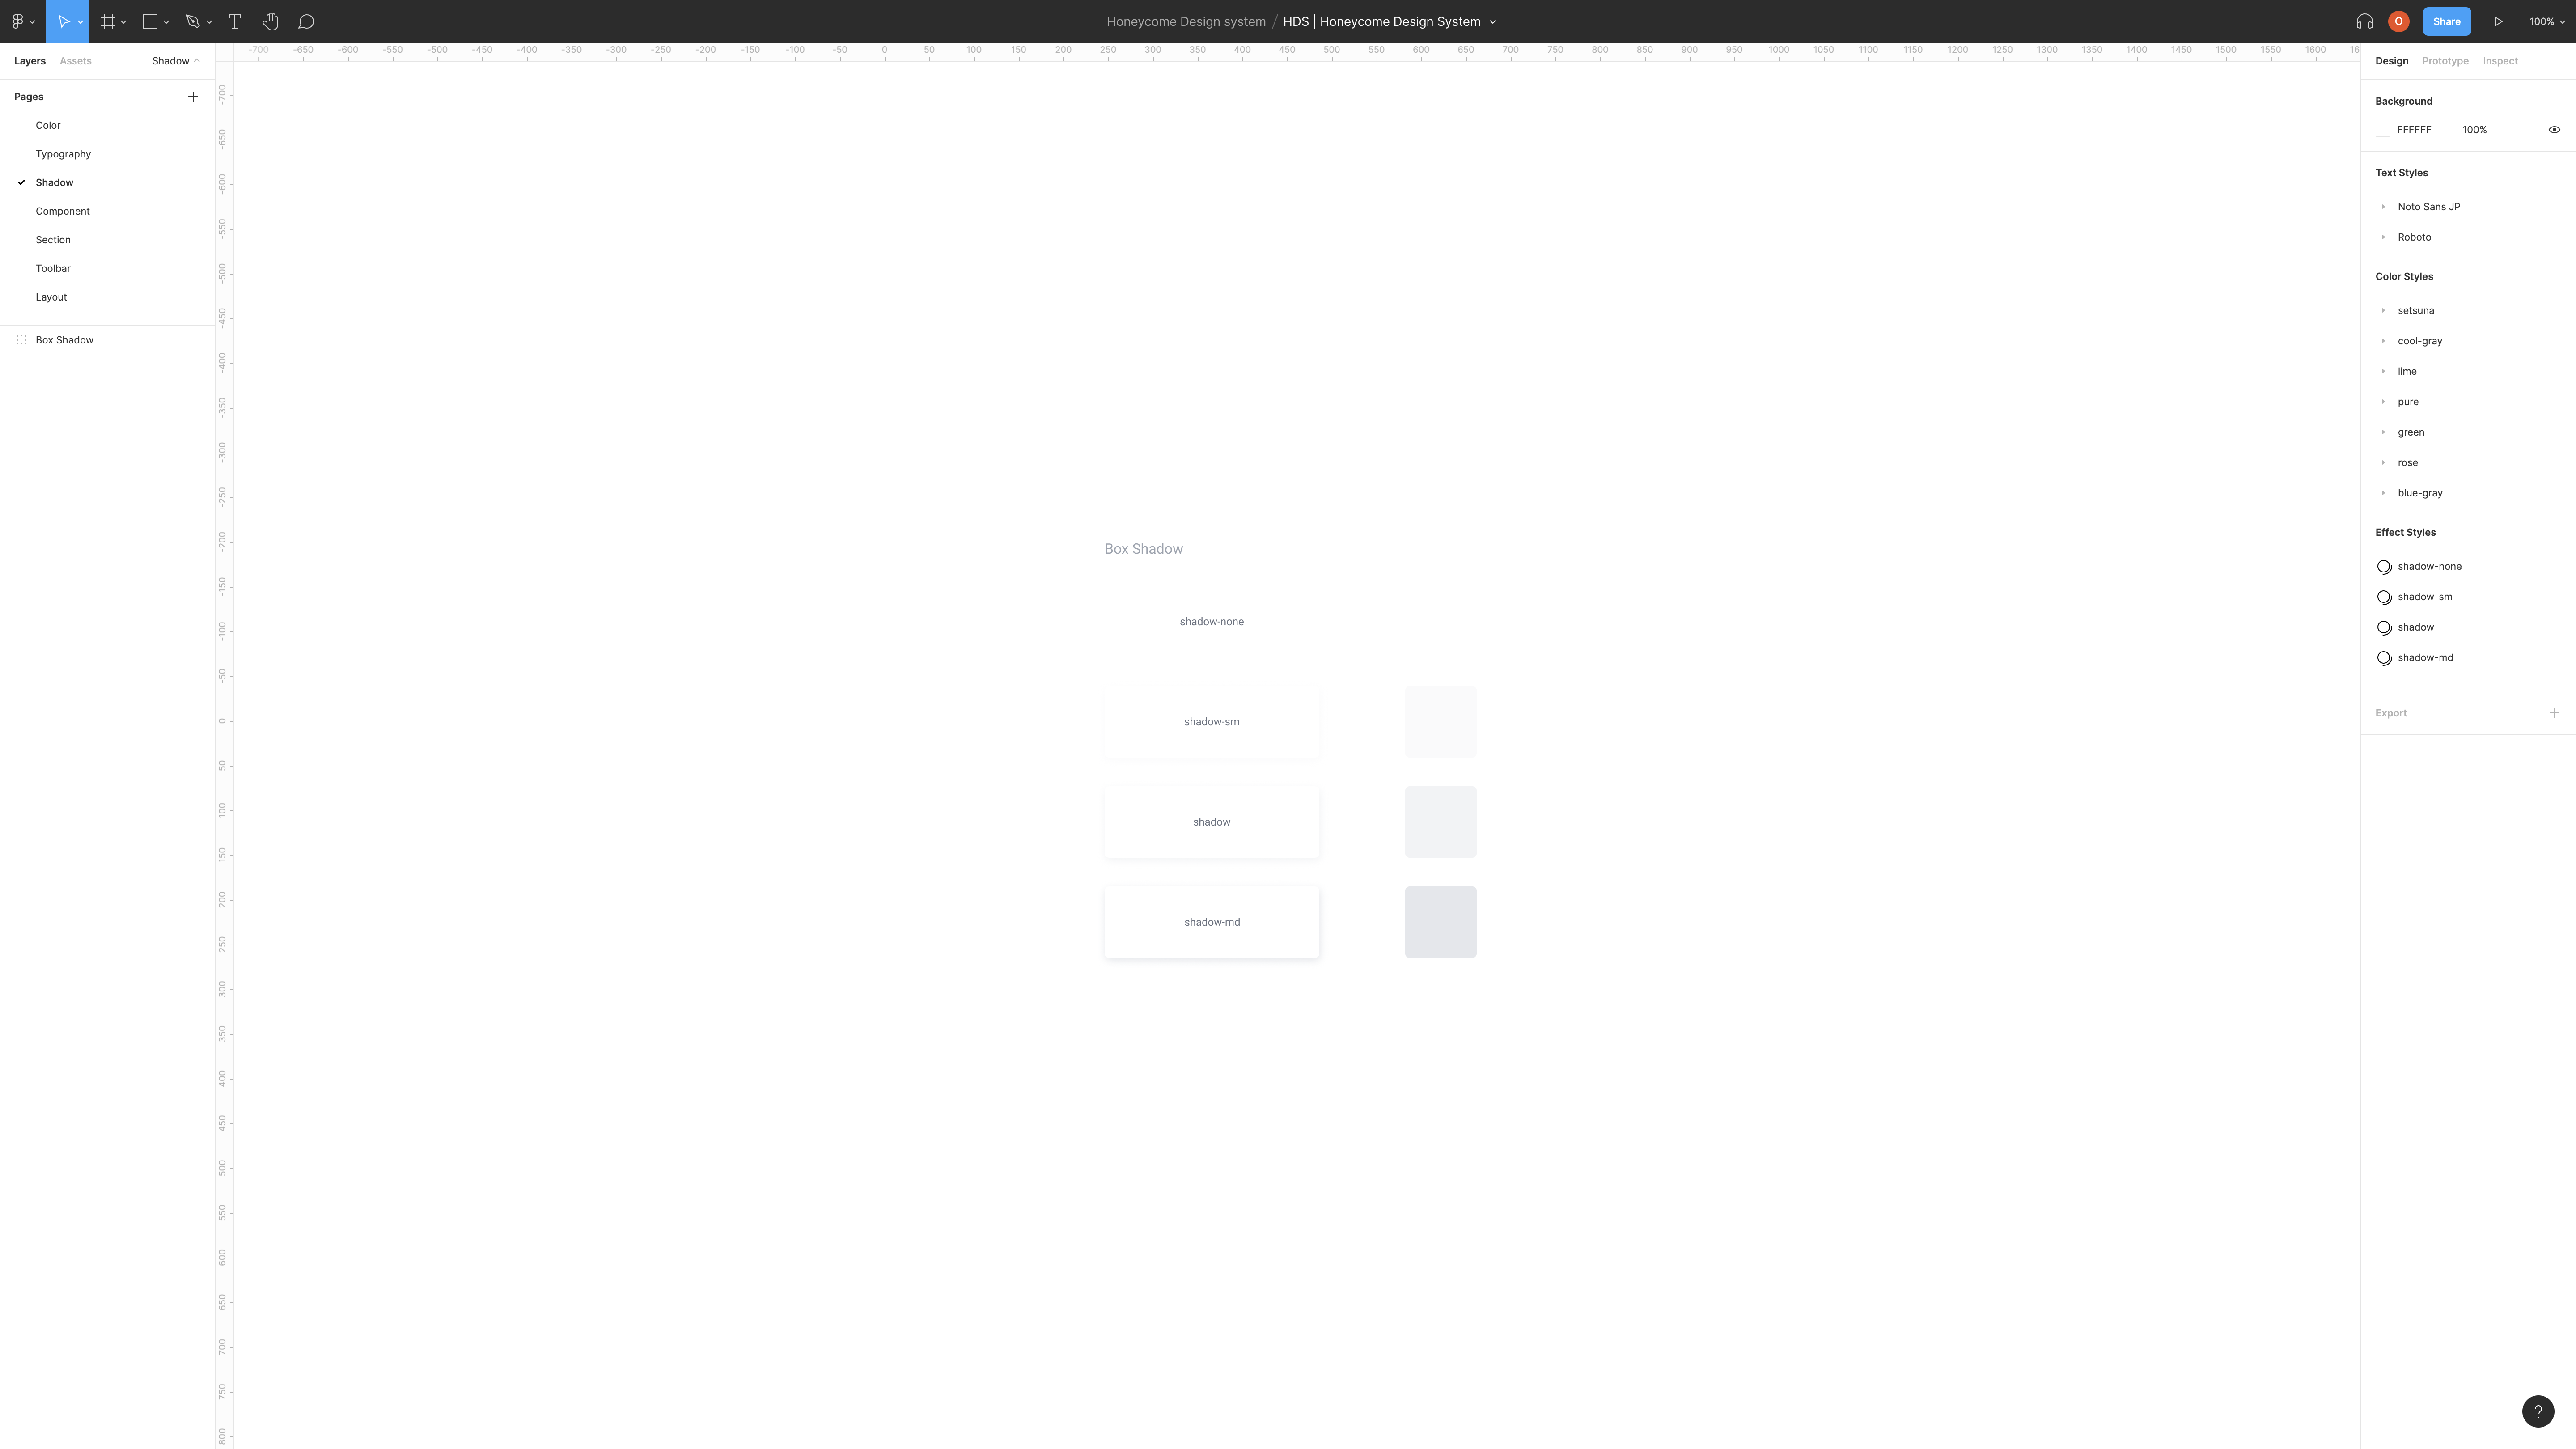 Honeycome Design system / HDS | Honeycome Design System
O
Share
100%
Layers
Assets
Shadow
Pages
Color
Typography
Shadow
Component
Section
Toolbar
Layout
Box Shadow
-700 -650 -600 -550 -500 -450 -400 -350 -300 -250 -200 -150 -100 -50 0 50 100 150 200 250 300 350 400 450 500 550 600 650 700 750 800 850 900 950 1000 1050 1100 1150 1200 1250 1300 1350 1400 1450 1500 1550 1600
-700
-650
-600
-550
-500
-450
-400
-350
-300
-250
-200
-150
-100
-50
0
50
100
150
200
250
300
350
400
450
500
550
600
650
700
750
800
Box Shadow
shadow-none
shadow-sm
shadow
shadow-md
Design
Prototype
Inspect
Background
FFFFFF
100%
Text Styles
Noto Sans JP
Roboto
Color Styles
setsuna
cool-gray
lime
pure
green
rose
blue-gray
Effect Styles
shadow-none
shadow-sm
shadow
shadow-md
Export
?